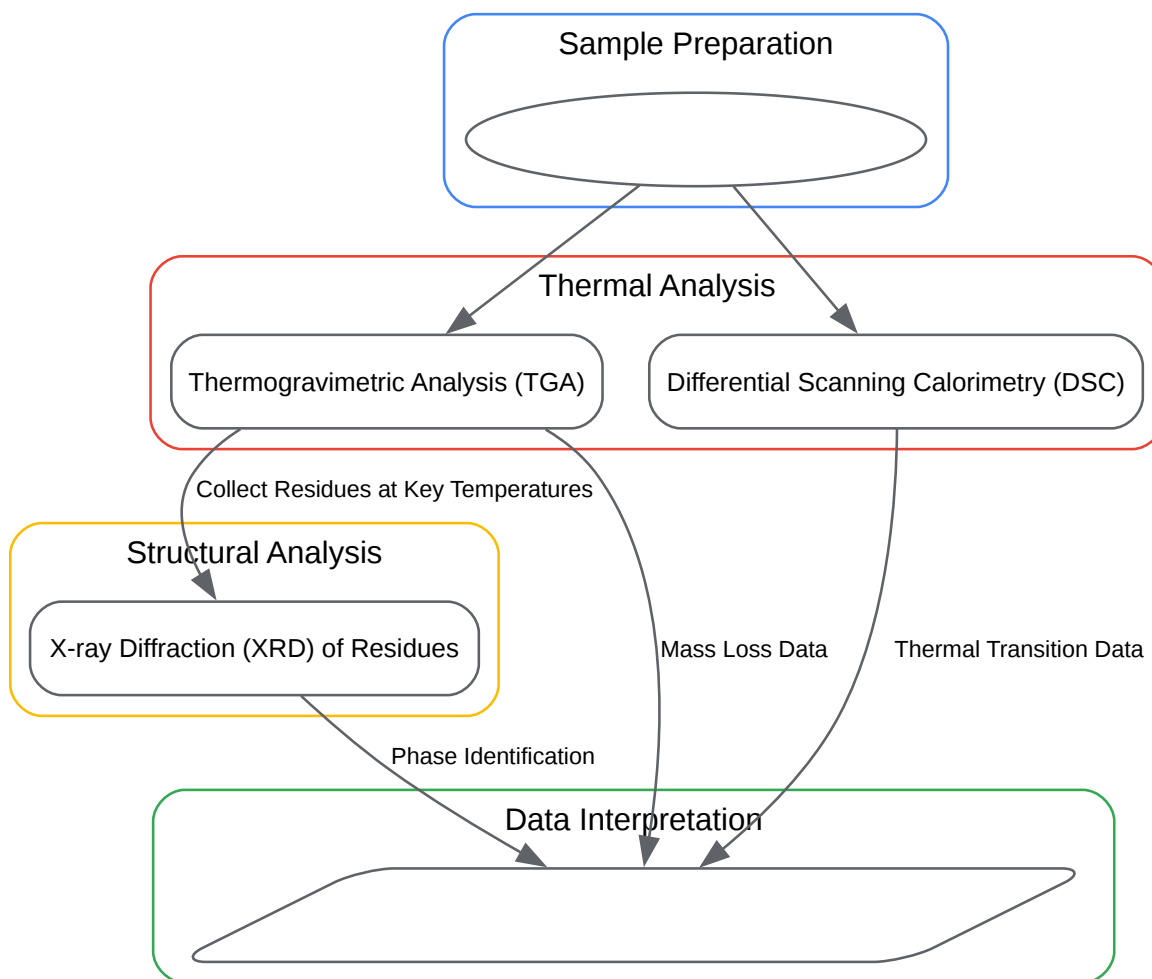 Sample Preparation
Thermal Analysis
Thermogravimetric Analysis (TGA)
Differential Scanning Calorimetry (DSC)
Collect Residues at Key Temperatures
Structural Analysis
X-ray Diffraction (XRD) of Residues
Mass Loss Data
Thermal Transition Data
Phase Identification
Data Interpretation